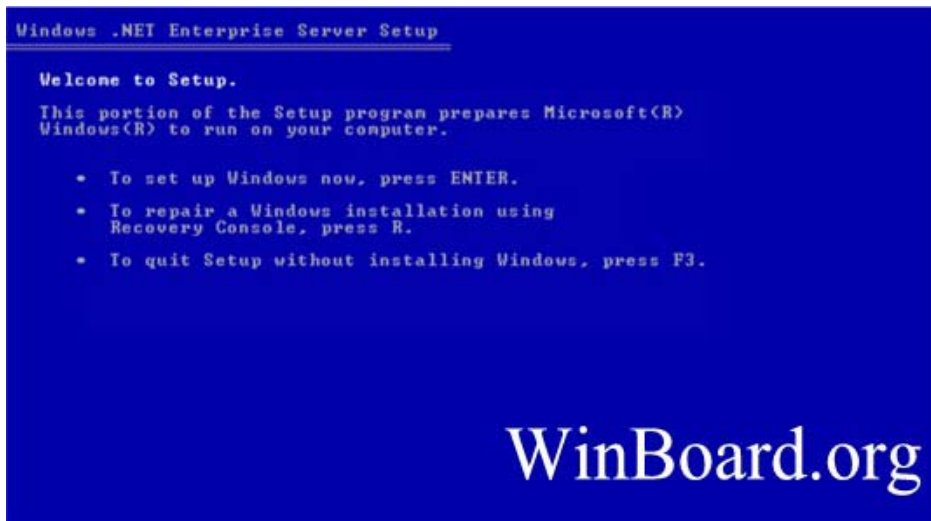 Windows .NET Enterprise Server Setup
Welcome to Setup.
This portion of the Setup program prepares Microsoft(R)
Windows(R) to run on your computer.
• To set up Windows now, press ENTER.
• To repair a Windows installation using
Recovery Console, press R.
• To quit Setup without installing Windows, press F3.
WinBoard.org